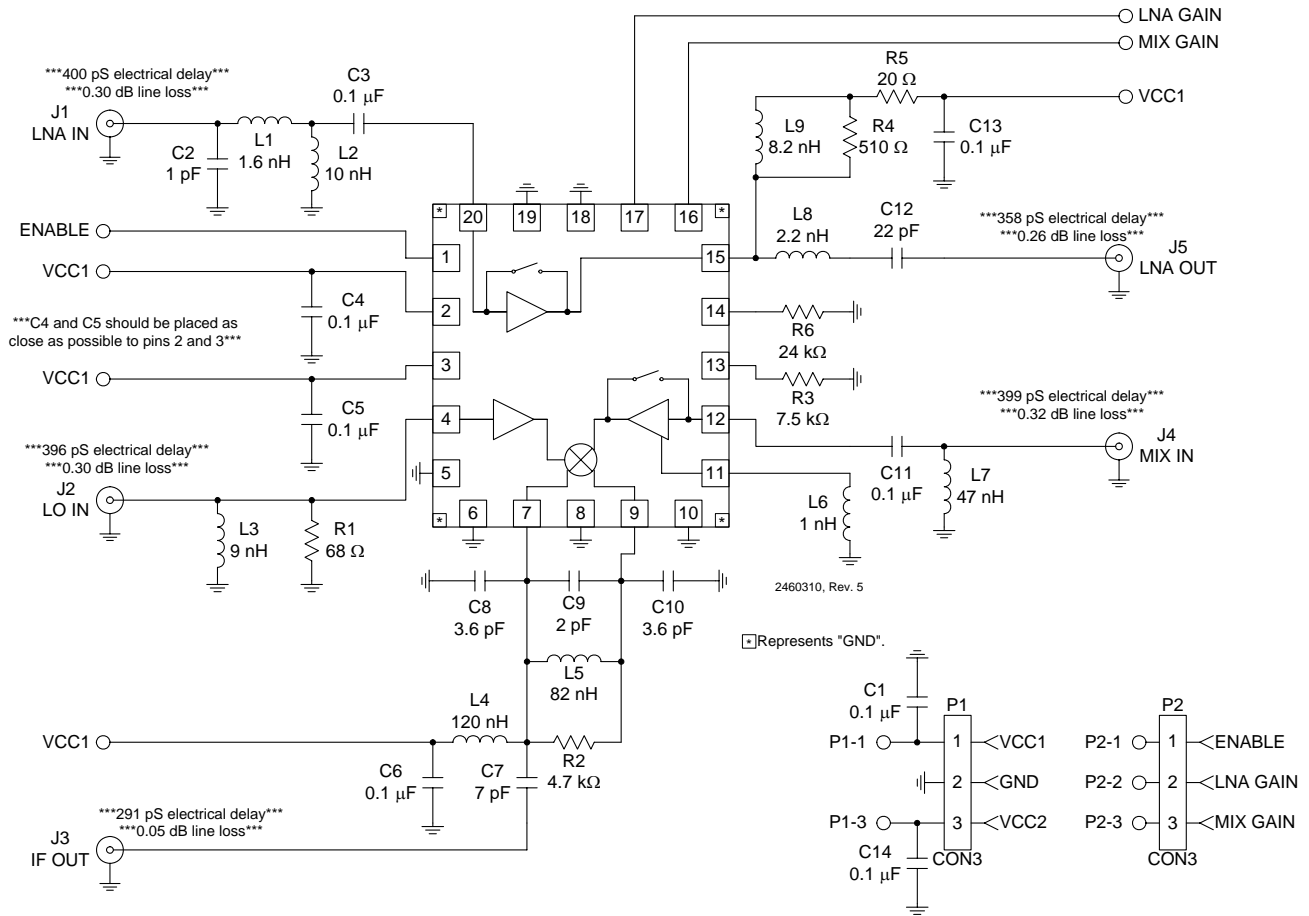 LNA GAIN
MIX GAIN
***400 pS electrical delay***
***0.30 dB line loss***
J1
LNA IN
C2
1 pF
L1
1.6 nH
L2
10 nH
C3
0.1 μF
R5
20 Ω
VCC1
L9
8.2 nH
R4
510 Ω
C13
0.1 μF
* 20 19 18 17 16 *
ENABLE
1
VCC1
2
C4
0.1 μF
***C4 and C5 should be placed as
close as possible to pins 2 and 3***
VCC1
3
C5
0.1 μF
4
***396 pS electrical delay***
***0.30 dB line loss***
J2
LO IN
5
L3
9 nH
R1
68 Ω
15
L8
2.2 nH
C12
22 pF
***358 pS electrical delay***
***0.26 dB line loss***
J5
LNA OUT
14
R6
24 kΩ
13
R3
7.5 kΩ
12
***399 pS electrical delay***
***0.32 dB line loss***
J4
MIX IN
11
C11
0.1 μF
L7
47 nH
L6
1 nH
* 6 7 8 9 10 *
C8
3.6 pF
C9
2 pF
C10
3.6 pF
2460310, Rev. 5
* Represents "GND".
L5
82 nH
L4
120 nH
VCC1
R2
4.7 kΩ
C6
0.1 μF
C7
7 pF
***291 pS electrical delay***
***0.05 dB line loss***
J3
IF OUT
C1
0.1 μF
P1
P1-1 1 VCC1
2 GND
P1-3 3 VCC2
C14
0.1 μF
CON3
P2
P2-1 1 ENABLE
P2-2 2 LNA GAIN
P2-3 3 MIX GAIN
CON3